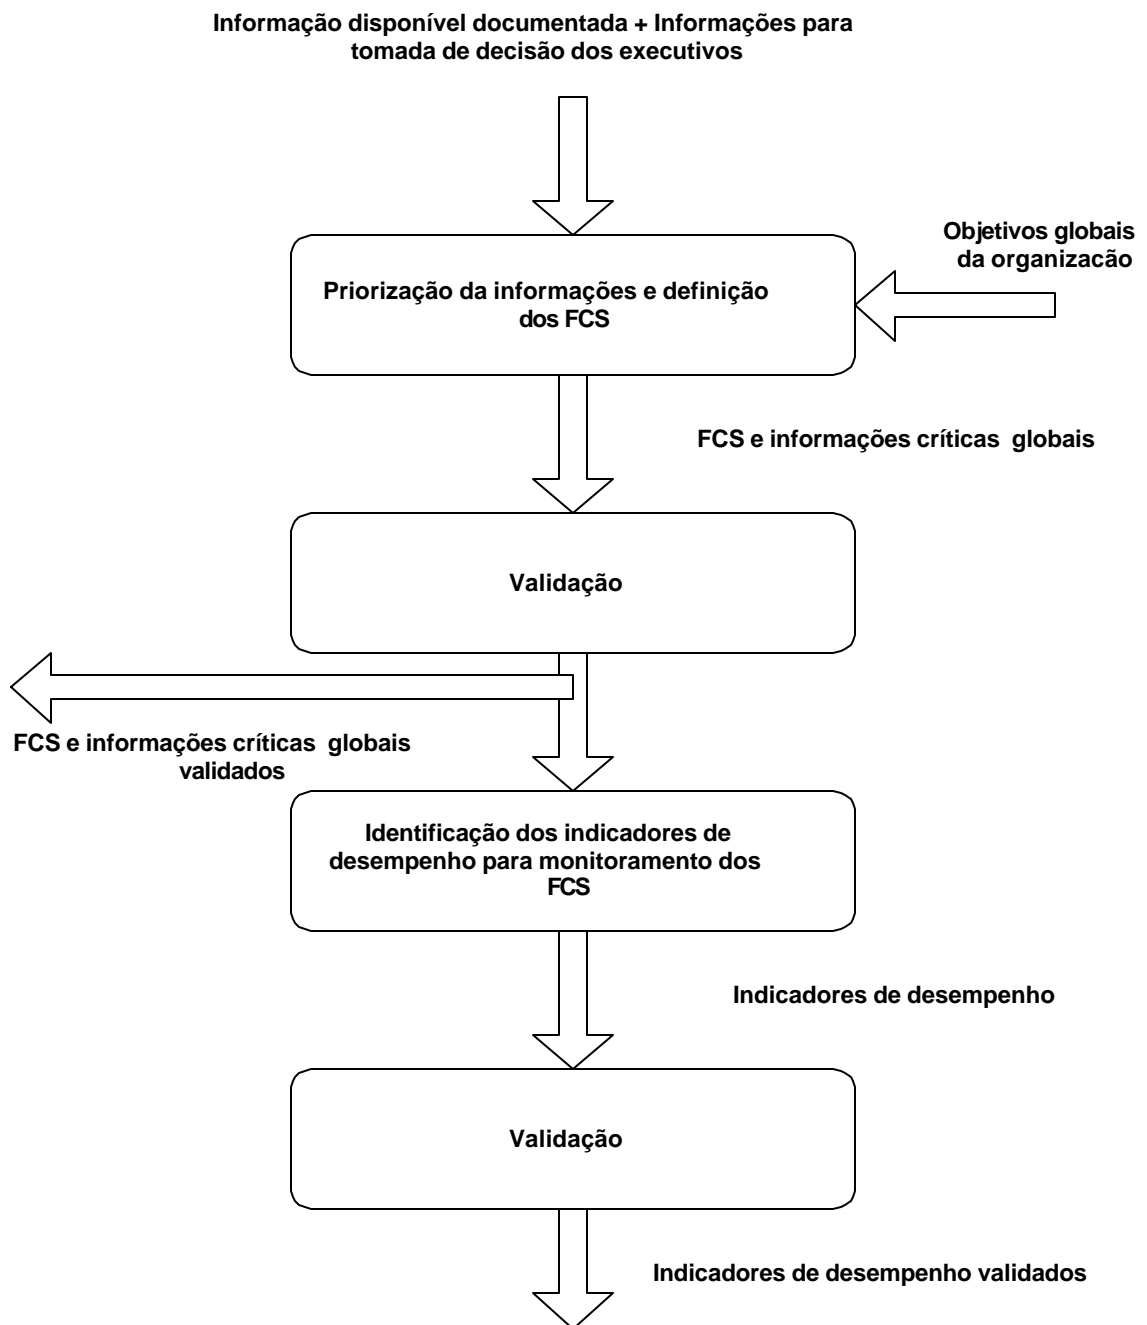 Informação disponível documentada + Informações para
tomada de decisão dos executivos
Objetivos globais
da organizacão
Priorização da informações e definição
dos FCS
FCS e informações críticas globais
Validação
FCS e informações críticas globais
validados
Identificação dos indicadores de
desempenho para monitoramento dos
FCS
Indicadores de desempenho
Validação
Indicadores de desempenho validados